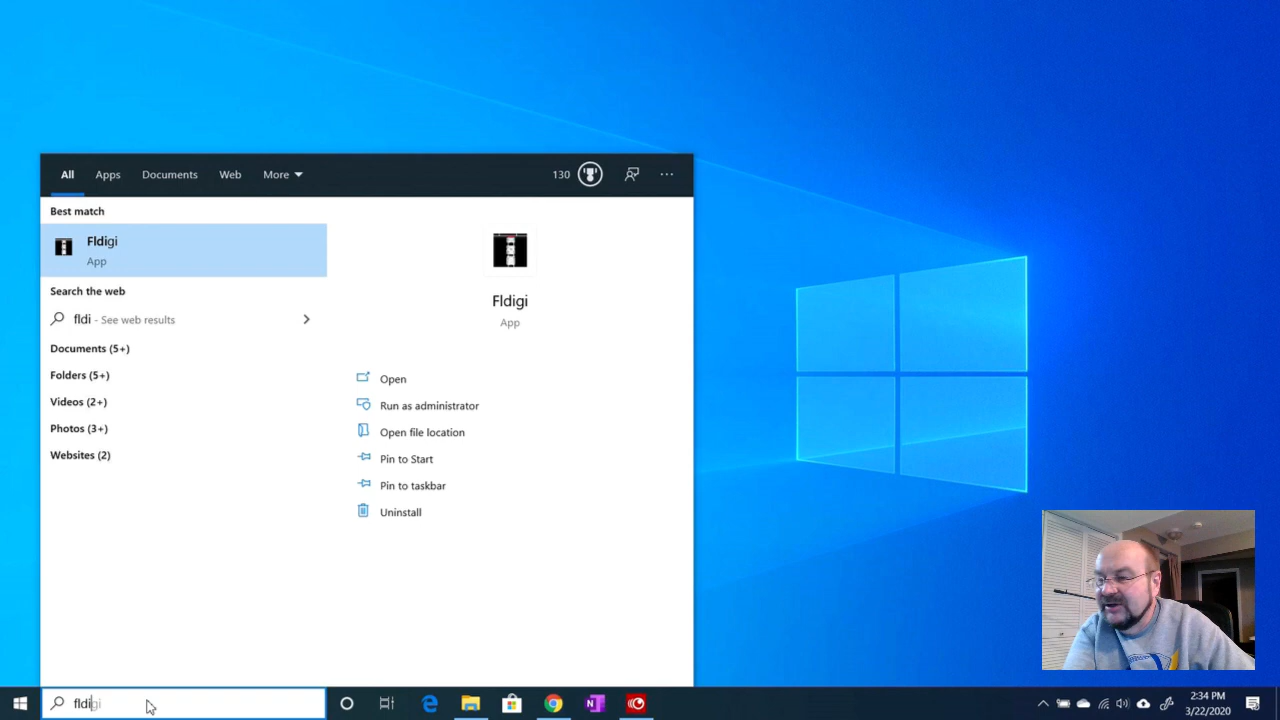 All Apps Documents Web More 130 ...
Best match
Fldigi
App
Search the web
fldi - See web results
Documents (5+)
Folders (5+)
Videos (2+)
Photos (3+)
Websites (2)
Fldigi
App
Open
Run as administrator
Open file location
Pin to Start
Pin to taskbar
Uninstall
fldigi
2:34 PM
3/22/2020